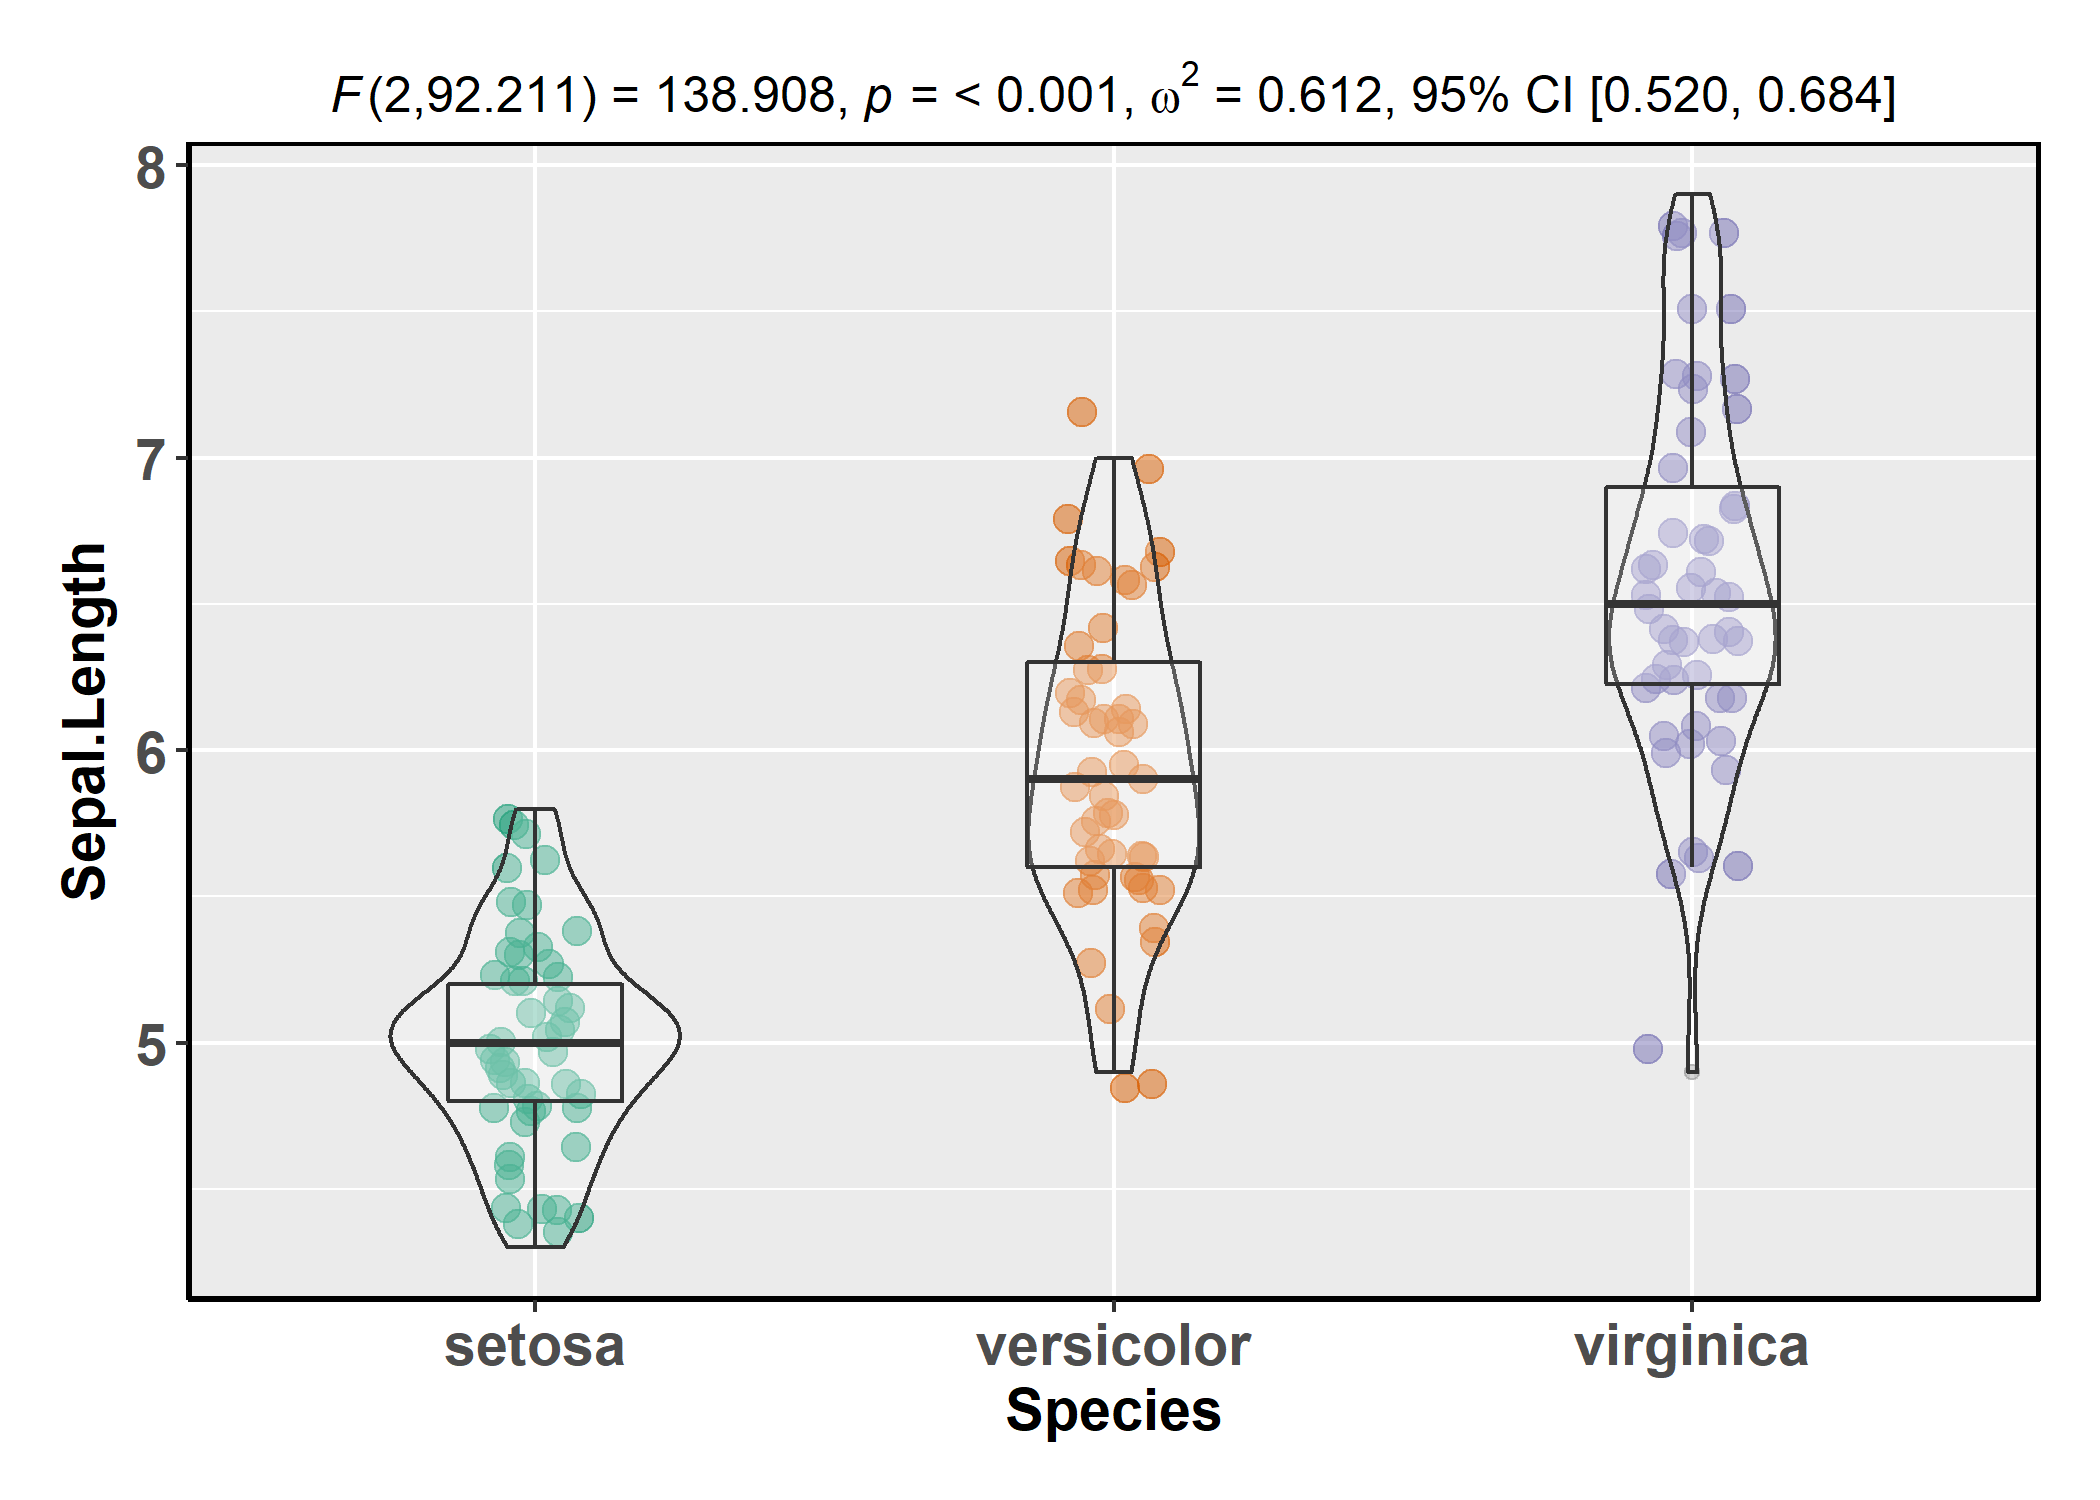 F(2,92.211) = 138.908, p = < 0.001, ω² = 0.612, 95% CI [0.520, 0.684]
8
7
6
5
Sepal.Length
setosa versicolor virginica
Species